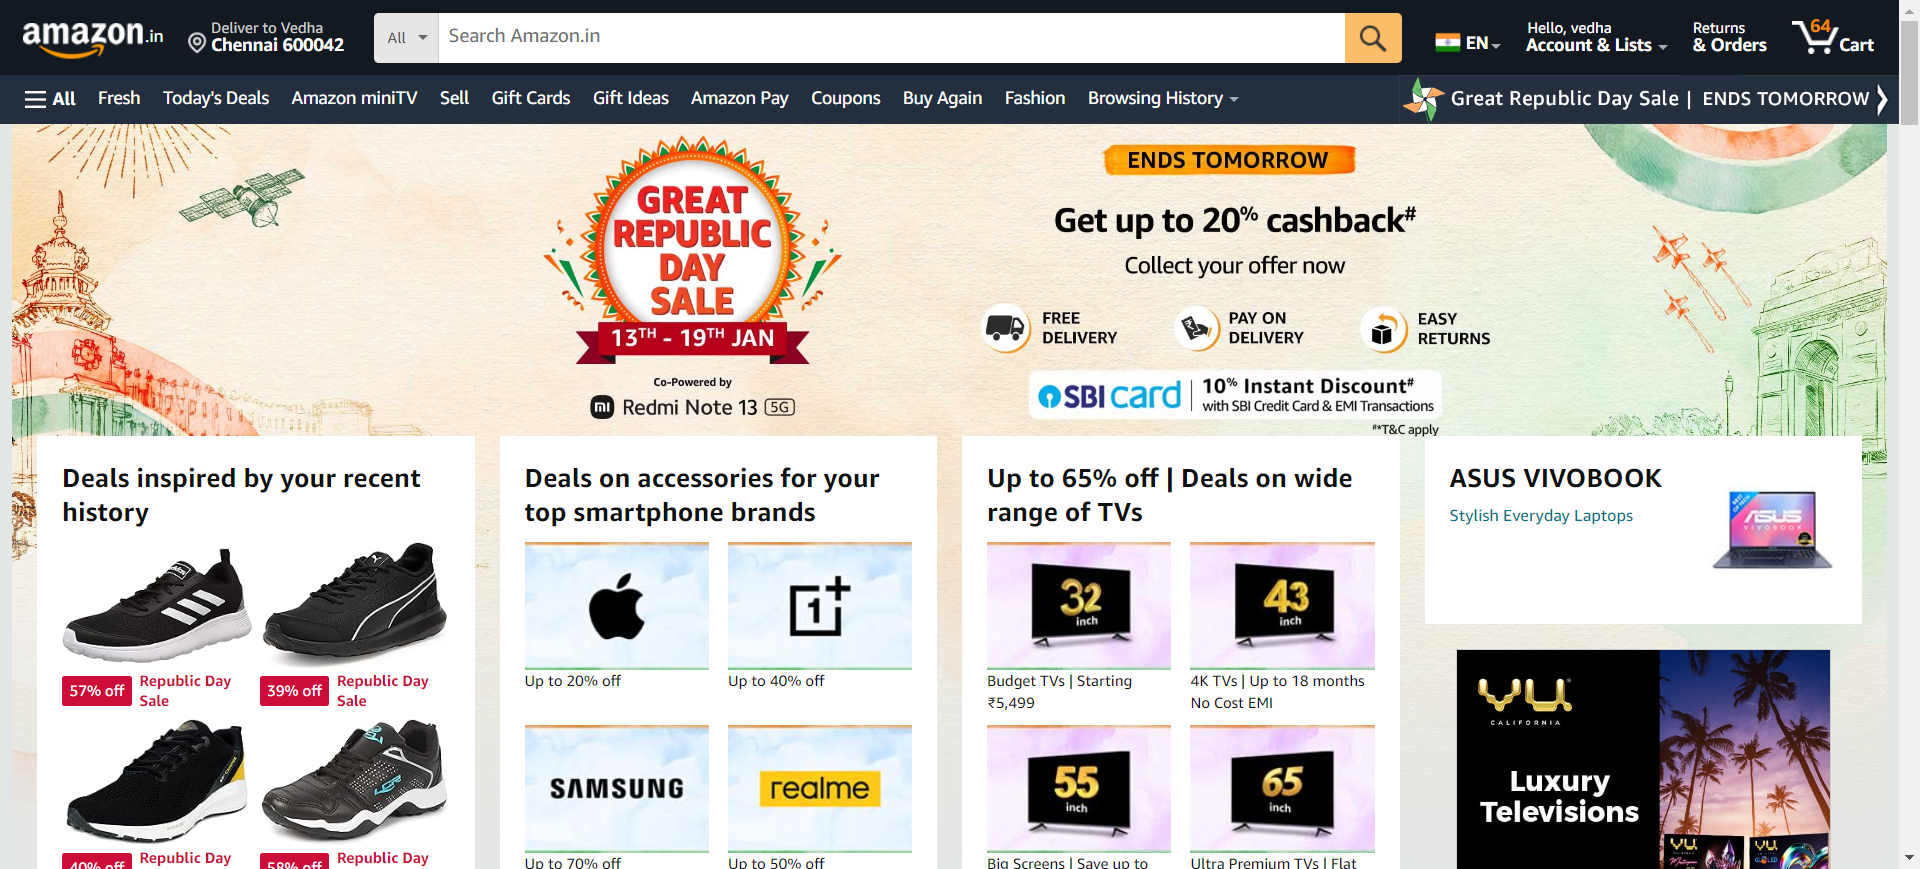 amazon.in
Deliver to Vedha
Chennai 600042
All
Search Amazon.in
EN
Hello, vedha
Account & Lists
Returns
& Orders
64
Cart
All
Fresh
Today's Deals
Amazon miniTV
Sell
Gift Cards
Gift Ideas
Amazon Pay
Coupons
Buy Again
Fashion
Browsing History
Great Republic Day Sale | ENDS TOMORROW
GREAT
REPUBLIC
DAY
SALE
13TH - 19TH JAN
Co-Powered by
mi Redmi Note 13 5G
ENDS TOMORROW
Get up to 20% cashback#
Collect your offer now
FREE
DELIVERY
PAY ON
DELIVERY
EASY
RETURNS
SBI card
10% Instant Discount#
with SBI Credit Card & EMI Transactions
#*T&C apply
INDIA
Deals inspired by your recent
history
57% off
Republic Day
Sale
39% off
Republic Day
Sale
40% off
Republic Day
58% off
Republic Day
Deals on accessories for your
top smartphone brands
Up to 20% off
1+
Up to 40% off
SAMSUNG
Up to 70% off
realme
Up to 50% off
Up to 65% off | Deals on wide
range of TVs
32
inch
Budget TVs | Starting
₹5,499
43
inch
4K TVs | Up to 18 months
No Cost EMI
55
inch
Big Screens | Save up to
65
inch
Ultra Premium TVs | Flat
ASUS VIVOBOOK
Stylish Everyday Laptops
ASUS
VIVOBOOK
VU
CALIFORNIA
Luxury
Televisions
VU
VU